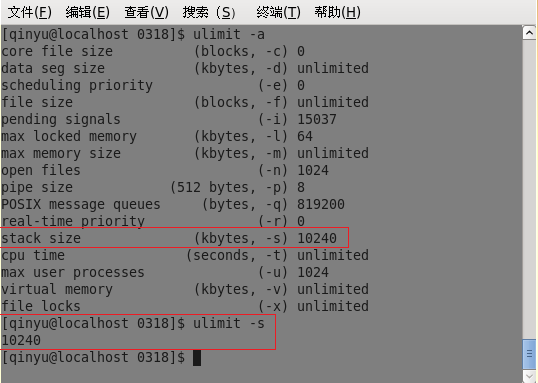 文件(F) 编辑(E) 查看(V) 搜索（S） 终端(T) 帮助(H)
[qinyu@localhost 0318]$ ulimit -a
core file size (blocks, -c) 0
data seg size (kbytes, -d) unlimited
scheduling priority (-e) 0
file size (blocks, -f) unlimited
pending signals (-i) 15037
max locked memory (kbytes, -l) 64
max memory size (kbytes, -m) unlimited
open files (-n) 1024
pipe size (512 bytes, -p) 8
POSIX message queues (bytes, -q) 819200
real-time priority (-r) 0
stack size (kbytes, -s) 10240
cpu time (seconds, -t) unlimited
max user processes (-u) 1024
virtual memory (kbytes, -v) unlimited
file locks (-x) unlimited
[qinyu@localhost 0318]$ ulimit -s
10240
[qinyu@localhost 0318]$